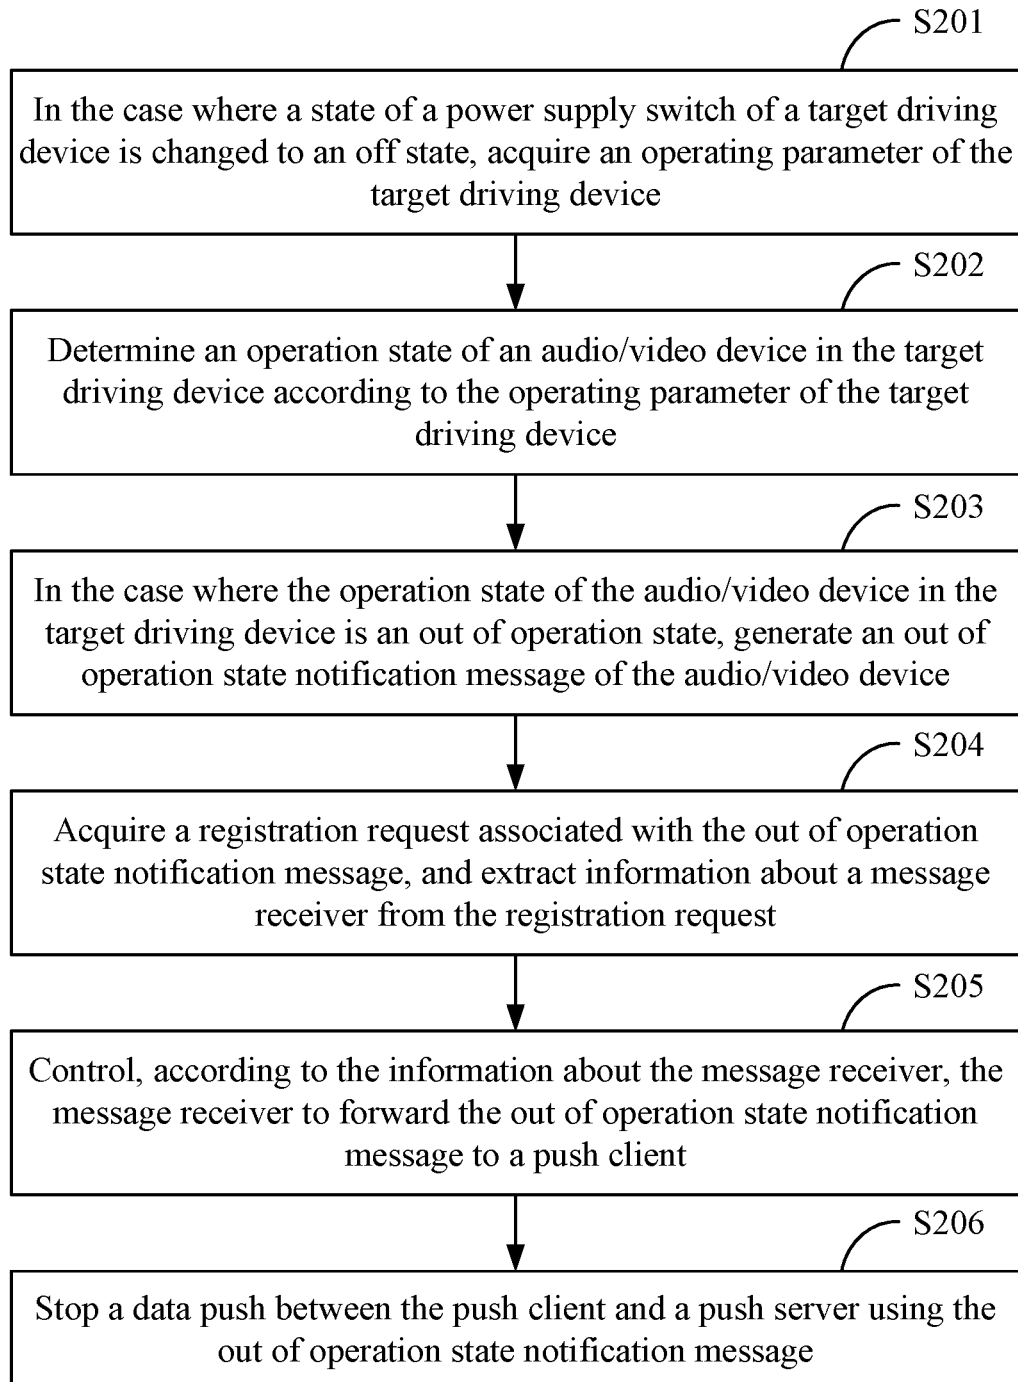 S201
In the case where a state of a power supply switch of a target driving
device is changed to an off state, acquire an operating parameter of the
target driving device
S202
Determine an operation state of an audio/video device in the target
driving device according to the operating parameter of the target
driving device
S203
In the case where the operation state of the audio/video device in the
target driving device is an out of operation state, generate an out of
operation state notification message of the audio/video device
S204
Acquire a registration request associated with the out of operation
state notification message, and extract information about a message
receiver from the registration request
S205
Control, according to the information about the message receiver, the
message receiver to forward the out of operation state notification
message to a push client
S206
Stop a data push between the push client and a push server using the
out of operation state notification message